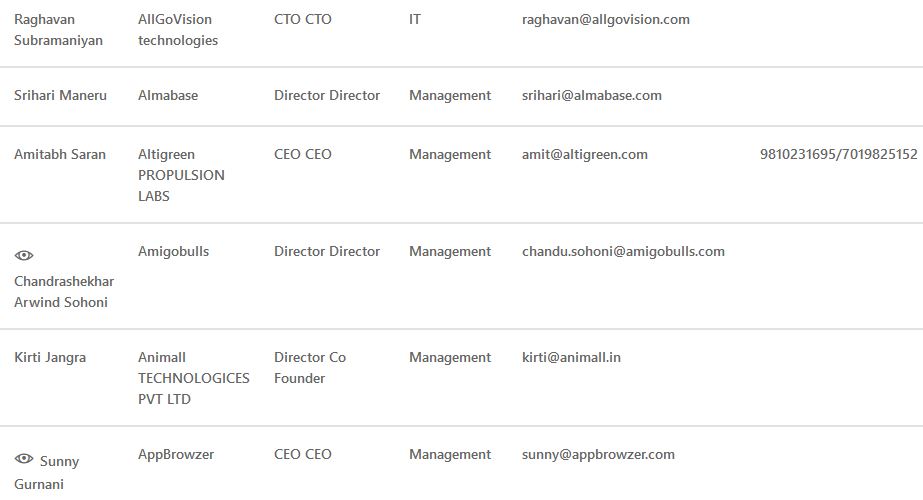 Raghavan AllGoVision CTO CTO IT raghavan@allgovision.com
Subramaniyan technologies
Srihari Maneru Almabase Director Director Management srihari@almabase.com
Amitabh Saran Altigreen CEO CEO Management amit@altigreen.com 9810231695/7019825152
PROPULSION
LABS
Amigobulls Director Director Management chandu.sohoni@amigobulls.com
Chandrashekhar
Arwind Sohoni
Kirti Jangra Animall Director Co Management kirti@animall.in
TECHNOLOGICES Founder
PVT LTD
Sunny AppBrowzer CEO CEO Management sunny@appbrowzer.com
Gurnani